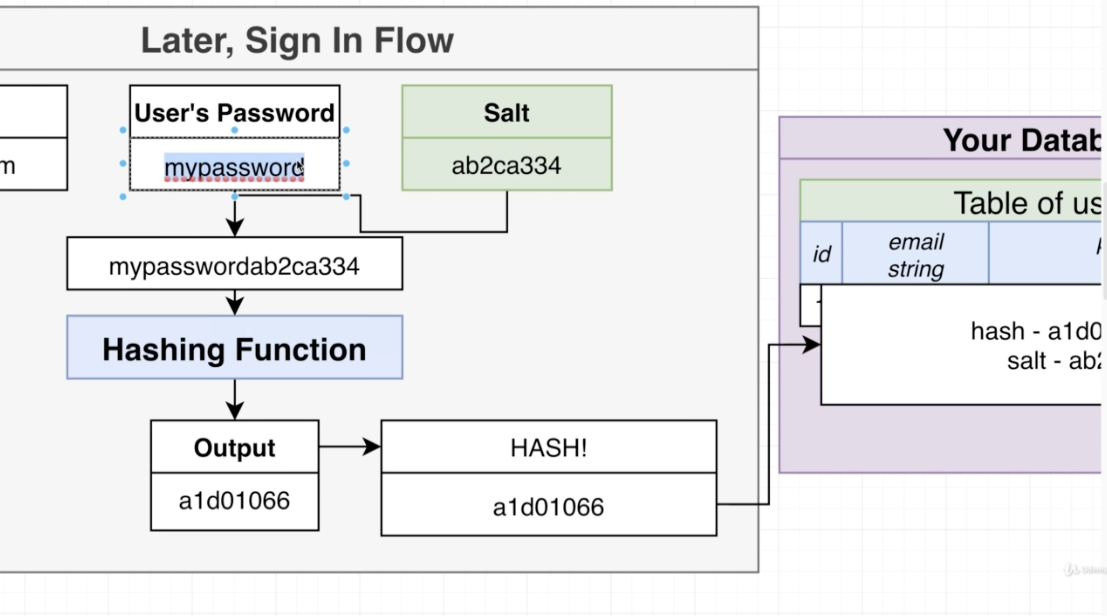 Later, Sign In Flow
m
User's Password
mypassword
Salt
ab2ca334
mypasswordab2ca334
Hashing Function
Output
a1d01066
HASH!
a1d01066
Your Datab
Table of us
id
email
string
hash - a1d0
salt - ab2